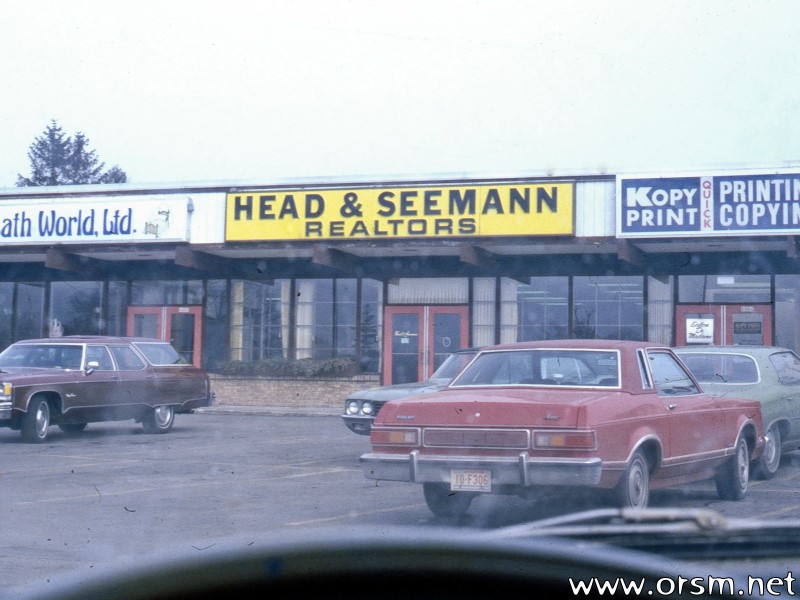 ath World, Ltd.
HEAD & SEEMANN
REALTORS
KOPY
PRINT
QUICK
PRINTIN
COPYIN
www.orsm.net